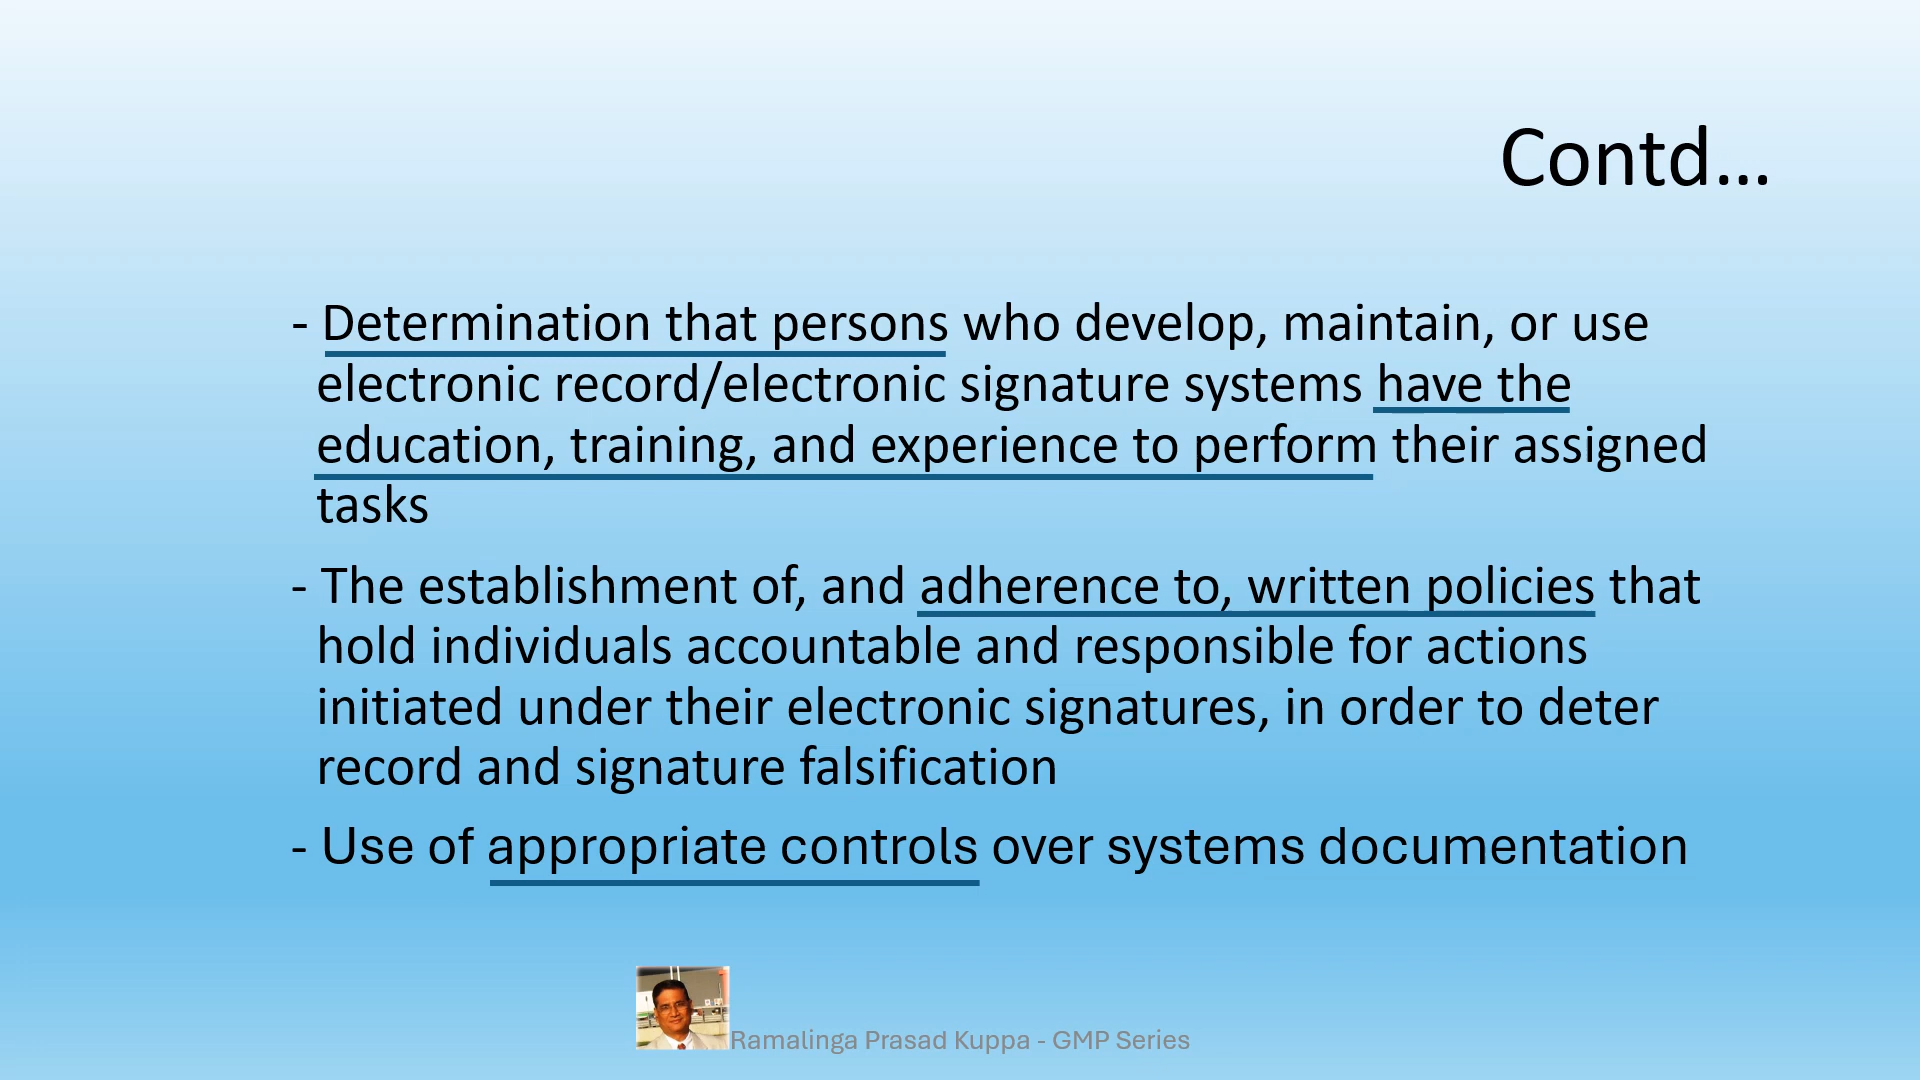 Contd...
- Determination that persons who develop, maintain, or use
electronic record/electronic signature systems have the
education, training, and experience to perform their assigned
tasks
- The establishment of, and adherence to, written policies that
hold individuals accountable and responsible for actions
initiated under their electronic signatures, in order to deter
record and signature falsification
- Use of appropriate controls over systems documentation
Ramalinga Prasad Kuppa - GMP Series